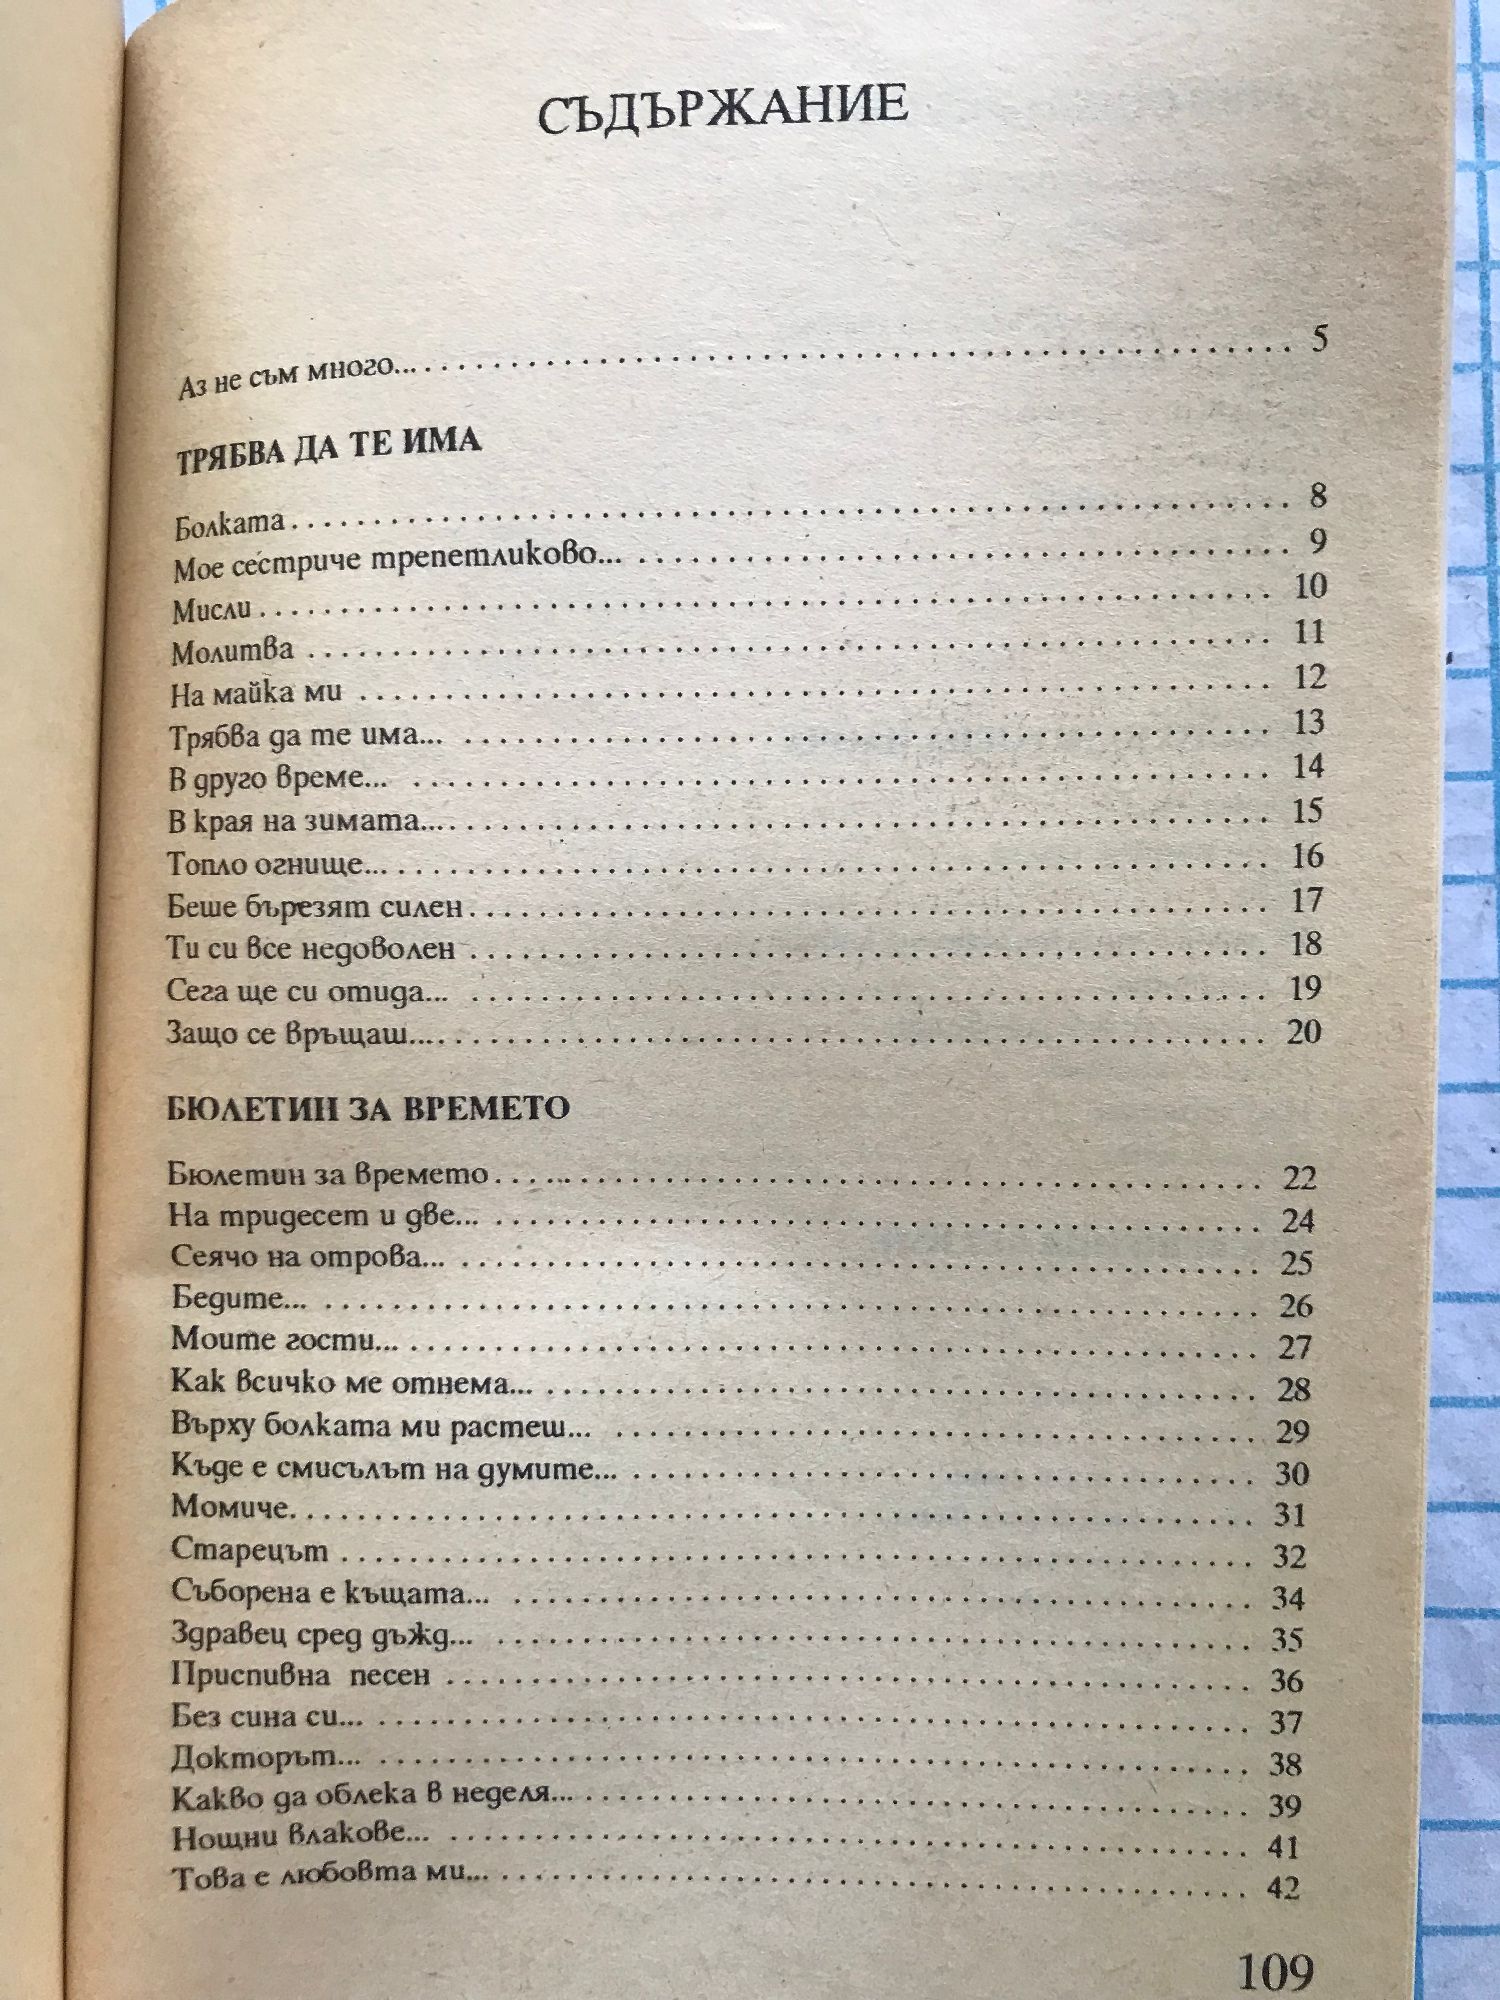 СЪДЪРЖАНИЕ
Аз не съм много... 5
ТРЯБВА ДА ТЕ ИМА
Болката 8
Мое сестриче трепетликово... 9
Мисли 10
Молитва 11
На майка ми 12
Трябва да те има... 13
В друго време... 14
В края на зимата... 15
Топло огнище... 16
Беше бързеят силен 17
Ти си все недоволен 18
Сега ще си отида... 19
Защо се връщаш... 20
БЮЛЕТИН ЗА ВРЕМЕТО
Бюлетин за времето 22
На тридесет и две... 24
Сеячо на отрова... 25
Бедите... 26
Моите гости... 27
Как всичко ме отнема... 28
Върху болката ми растеш... 29
Къде е смисълът на думите... 30
Момиче 31
Старецът 32
Съборена е къщата... 34
Здравец сред дъжд... 35
Приспивна песен 36
Без сина си... 37
Докторът... 38
Какво да облека в неделя... 39
Нощни влакове... 41
Това е любовта ми... 42
109